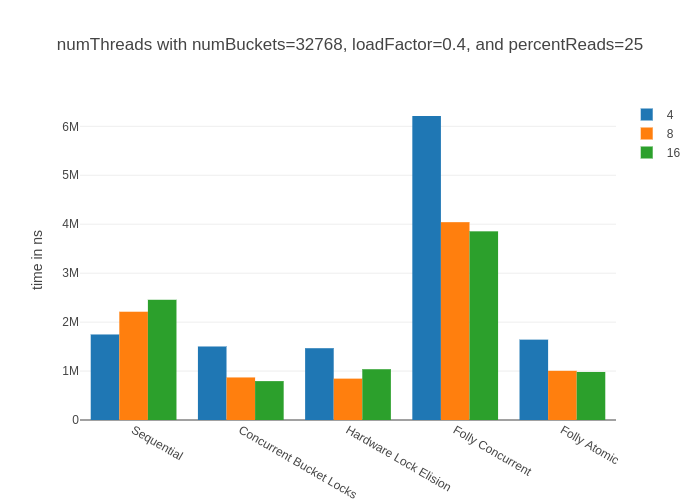 numThreads with numBuckets=32768, loadFactor=0.4, and percentReads=25
4
8
16
6M
5M
4M
3M
2M
1M
0
time in ns
Sequential
Concurrent Bucket Locks
Hardware Lock Elision
Folly Concurrent
Folly Atomic